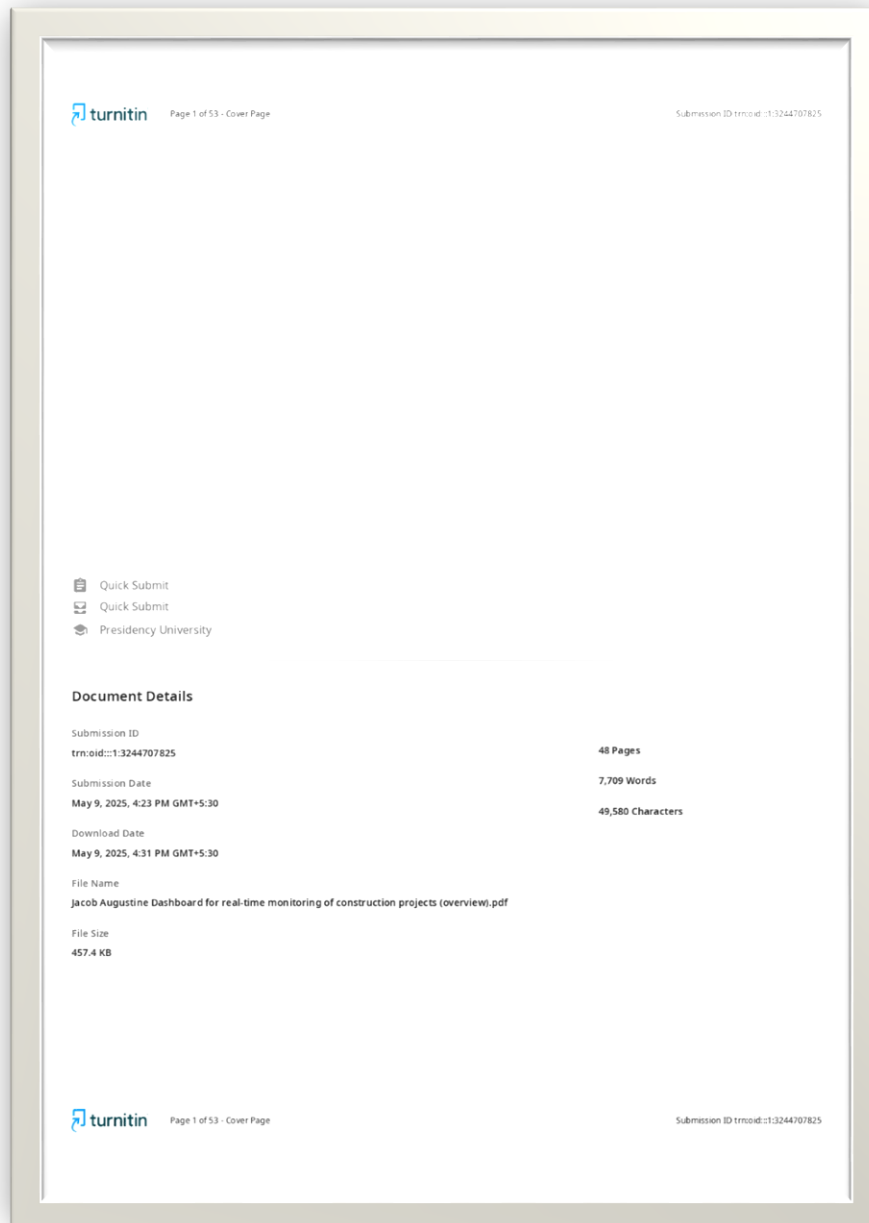 turnitin Page 1 of 53 - Cover Page Submission ID trn:oid:::1:3244707825
Quick Submit
Quick Submit
Presidency University
Document Details
Submission ID
trn:oid:::1:3244707825
Submission Date
May 9, 2025, 4:23 PM GMT+5:30
Download Date
May 9, 2025, 4:31 PM GMT+5:30
File Name
Jacob Augustine Dashboard for real-time monitoring of construction projects (overview).pdf
File Size
457.4 KB
48 Pages
7,709 Words
49,580 Characters
turnitin Page 1 of 53 - Cover Page Submission ID trn:oid:::1:3244707825